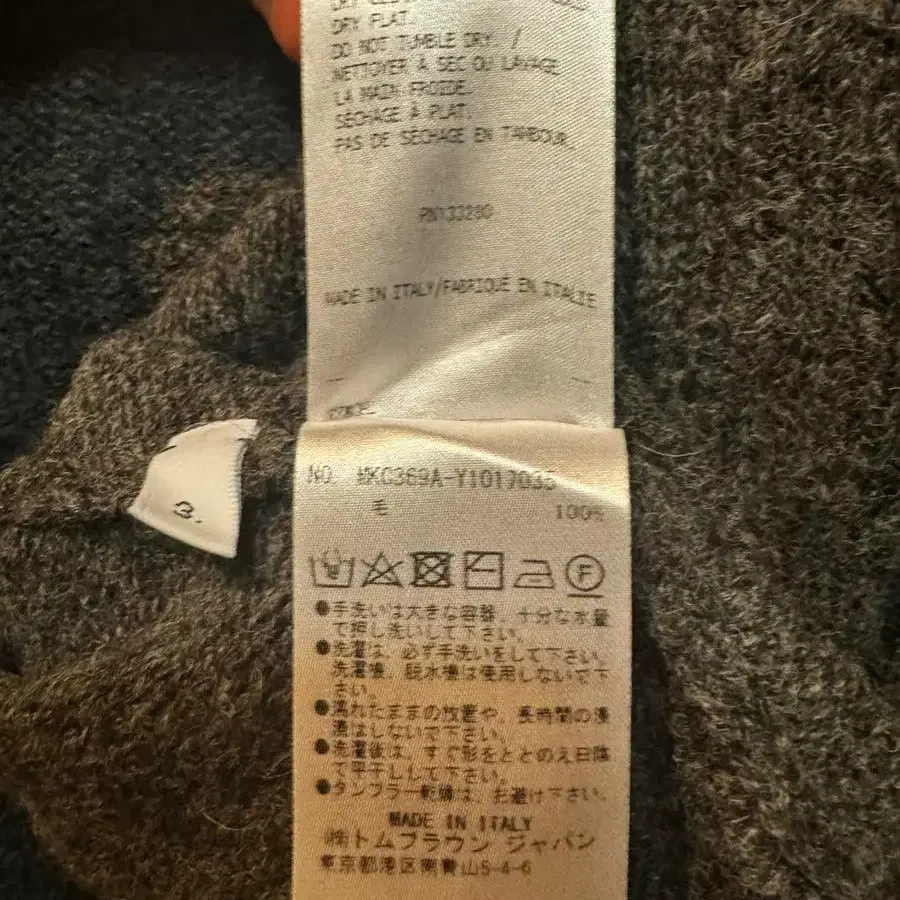 DRY FLAT.
DO NOT TUMBLE DRY. /
NETTOYER A SEC OU LAVAGE
LA MAIN FROIDE.
SÉCHAGE À PLAT.
PAS DE SÉCHAGE EN TAMBOUR.
RN133280
MADE IN ITALY/FABRIQUÉ EN ITALIE
3.
NO. MKC369A-Y1017035
毛 100%
F
●手洗いは大きな容器、十分な水量
で押し洗いして下さい。
●洗濯は、必ず手洗いをして下さい。
洗濯機、脱水機は使用しないで下
さい。
●濡れたままの放置や、長時間の浸
漬はしないで下さい。
●洗濯後は、すぐ形をととのえ日陰
で平干しして下さい。
●タンブラー乾燥は、お避け下さい。
MADE IN ITALY
㈱トムブラウン ジャパン
東京都港区南青山5-4-6